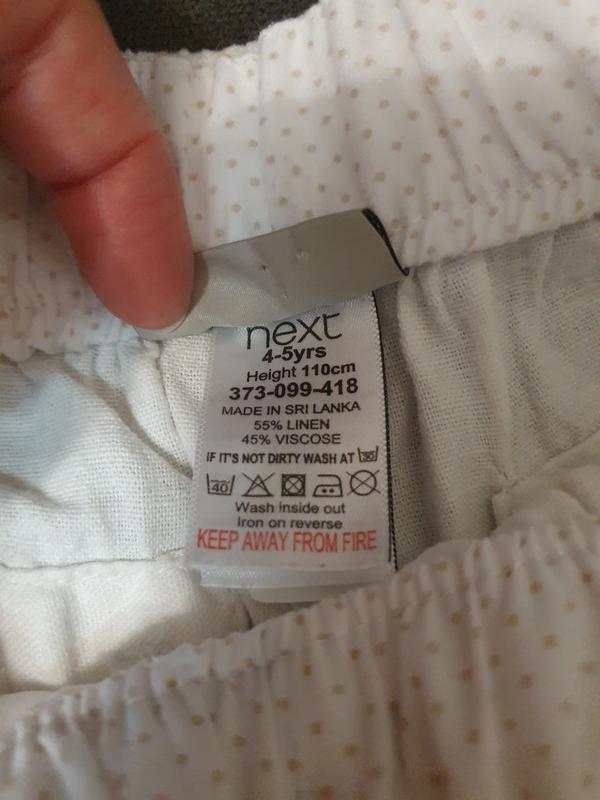 next
4-5yrs
Height 110cm
373-099-418
MADE IN SRI LANKA
55% LINEN
45% VISCOSE
IF IT'S NOT DIRTY WASH AT 30
40
Wash inside out
Iron on reverse
KEEP AWAY FROM FIRE